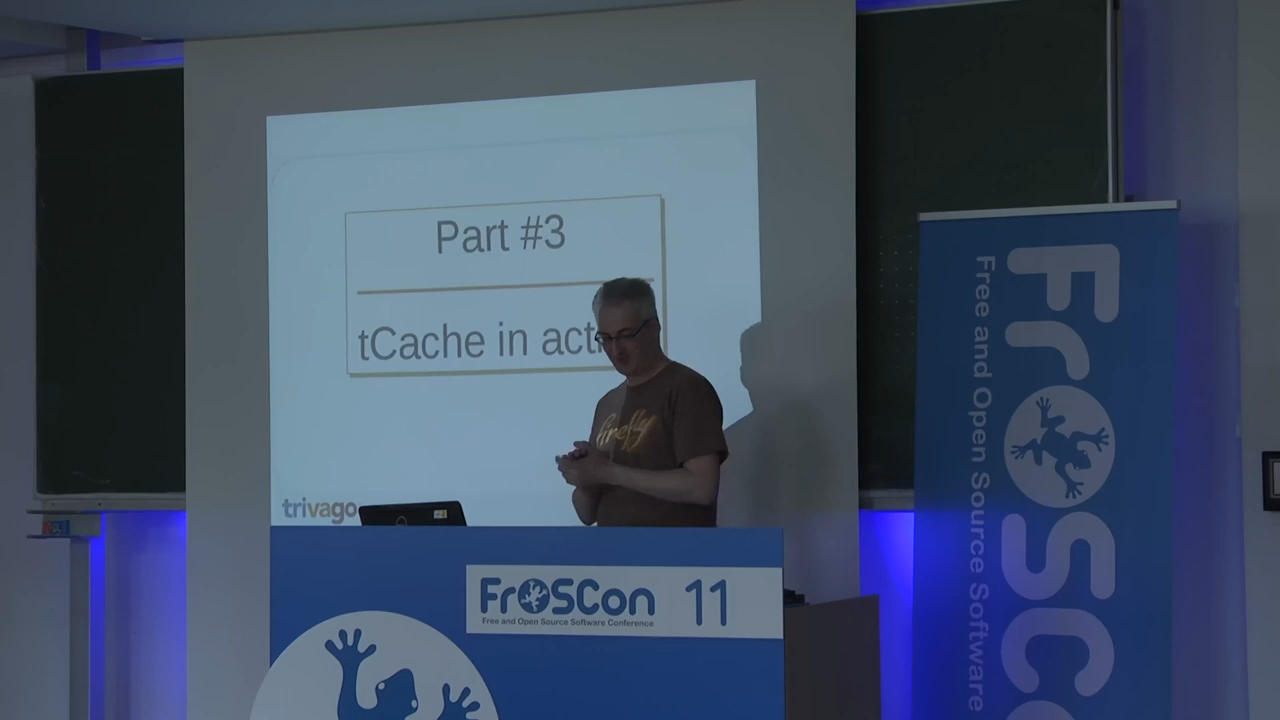 Part #3
tCache in
trivago
firefly
FrOSCon 11
Free and Open Source Software Conference
FrOSC
Free and Open Source Software